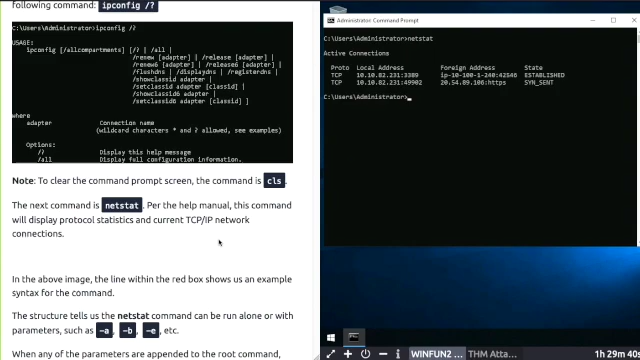 following command: ipconfig /?
C:\Users\Administrator>ipconfig /?
USAGE:
ipconfig [/allcompartments] [/? | /all |
/renew [adapter] | /release [adapter] |
/renew6 [adapter] | /release6 [adapter] |
/flushdns | /displaydns | /registerdns |
/showclassid adapter |
/setclassid adapter [classid] |
/showclassid6 adapter |
/setclassid6 adapter [classid] ]
where
adapter Connection name
(wildcard characters * and ? allowed, see examples)
Options:
/? Display this help message
/all Display full configuration information.
Note: To clear the command prompt screen, the command is cls.
The next command is netstat. Per the help manual, this command
will display protocol statistics and current TCP/IP network
connections.
In the above image, the line within the red box shows us an example
syntax for the command.
The structure tells us the netstat command can be run alone or with
parameters, such as -a, -b, -e, etc.
When any of the parameters are appended to the root command,
Administrator: Command Prompt
C:\Users\Administrator>netstat
Active Connections
Proto Local Address Foreign Address State
TCP 10.10.82.231:3389 ip-10-100-1-240:42546 ESTABLISHED
TCP 10.10.82.231:49902 20.54.89.106:https SYN_SENT
C:\Users\Administrator>_
WINFUN2 ... THM Atta... 1h 29m 40s